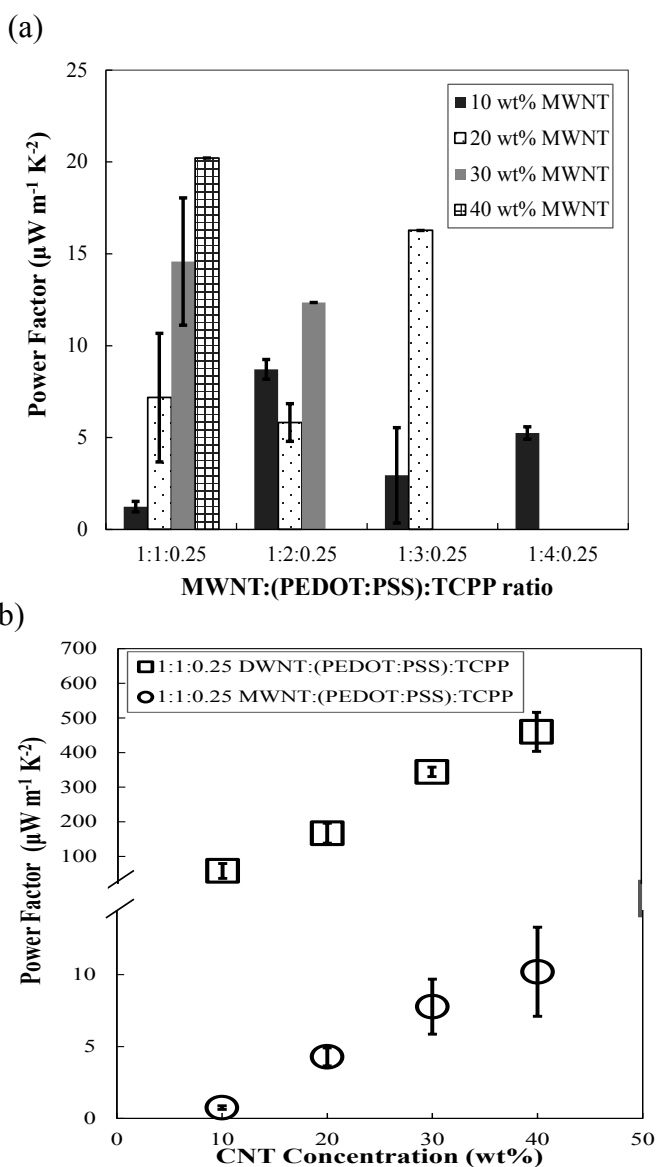 (a)
25
20
15
10
5
0
Power Factor (µW m⁻¹ K⁻²)
10 wt% MWNT
20 wt% MWNT
30 wt% MWNT
40 wt% MWNT
1:1:0.25 1:2:0.25 1:3:0.25 1:4:0.25
MWNT:(PEDOT:PSS):TCPP ratio
b)
700
600
500
400
300
200
100
10
5
0
Power Factor (µW m⁻¹ K⁻²)
1:1:0.25 DWNT:(PEDOT:PSS):TCPP
1:1:0.25 MWNT:(PEDOT:PSS):TCPP
0 10 20 30 40 50
CNT Concentration (wt%)